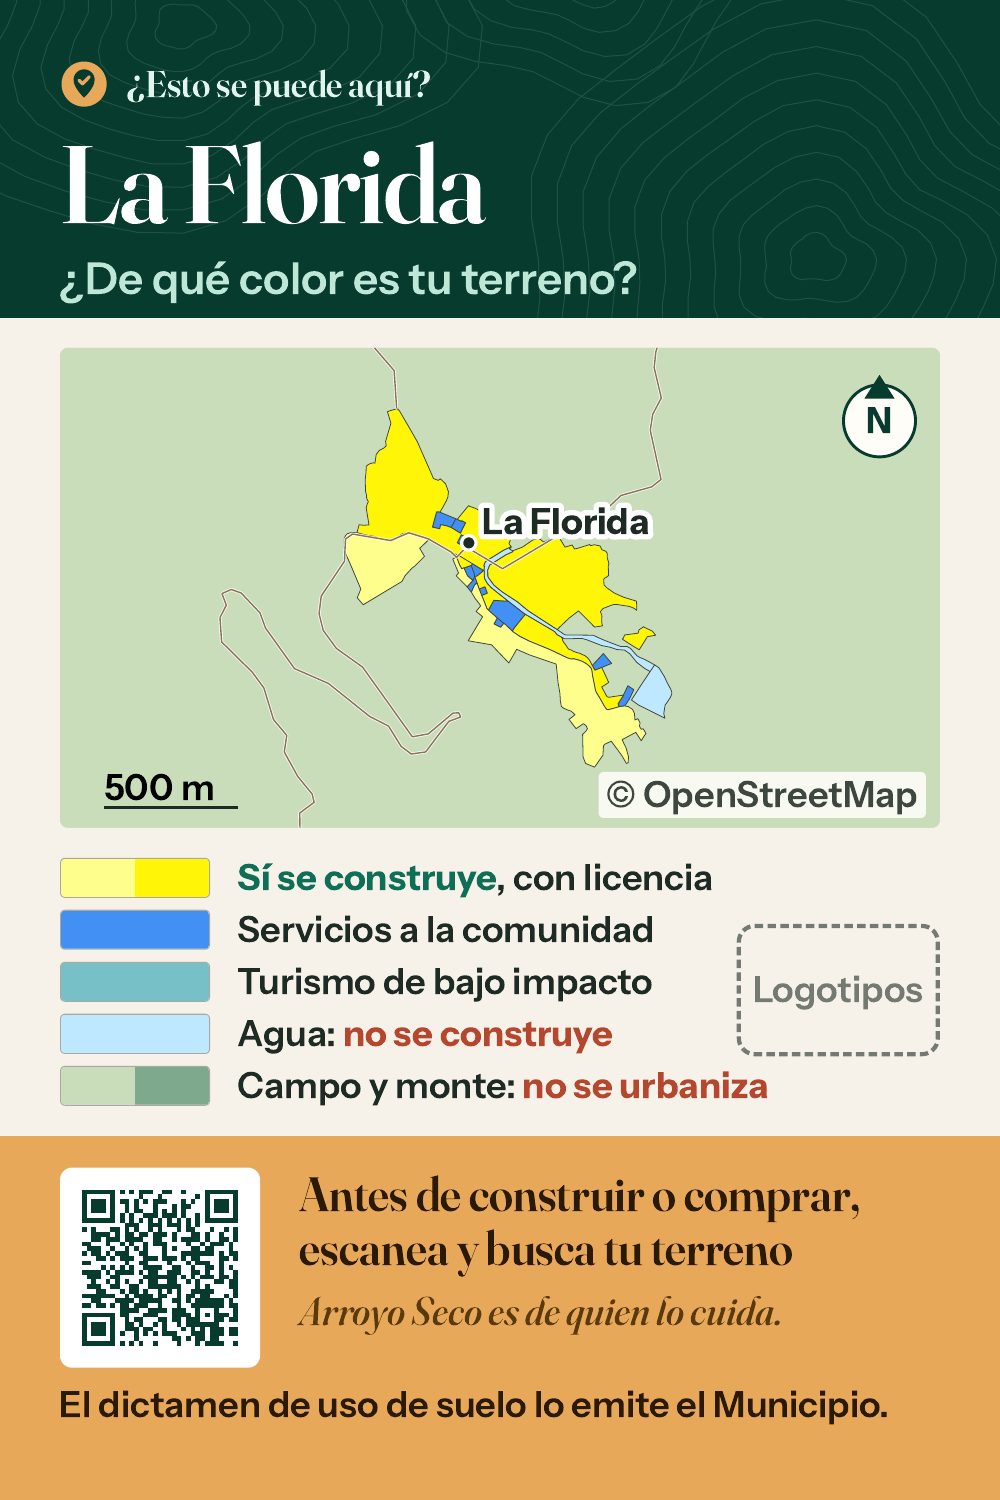 ¿Esto se puede aquí?
La Florida
¿De qué color es tu terreno?
N
La Florida
500 m
© OpenStreetMap
Sí se construye, con licencia
Servicios a la comunidad
Turismo de bajo impacto
Agua: no se construye
Campo y monte: no se urbaniza
Logotipos
Antes de construir o comprar,
escanea y busca tu terreno
Arroyo Seco es de quien lo cuida.
El dictamen de uso de suelo lo emite el Municipio.